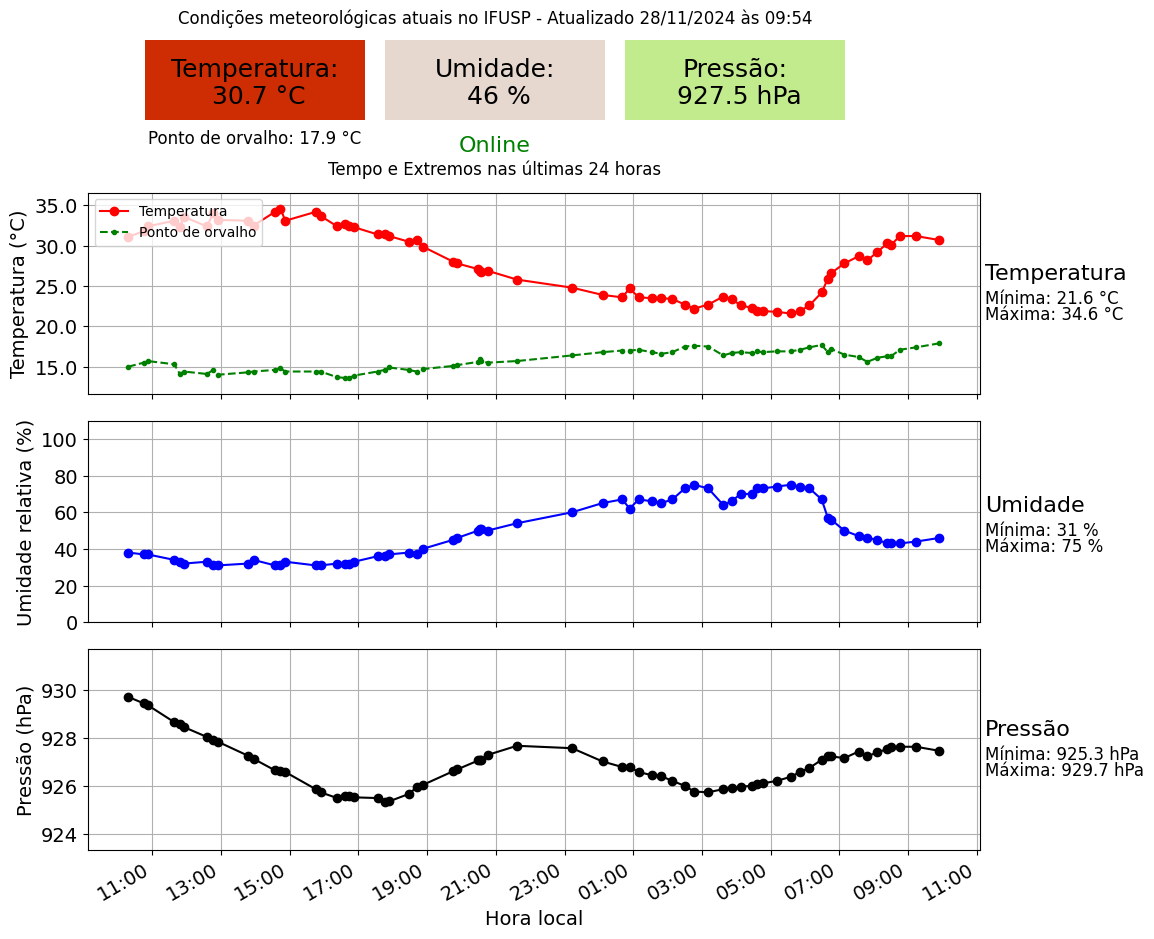 Condições meteorológicas atuais no IFUSP - Atualizado 28/11/2024 às 09:54
Temperatura:
30.7 °C
Umidade:
46 %
Pressão:
927.5 hPa
Ponto de orvalho: 17.9 °C
Online
Tempo e Extremos nas últimas 24 horas
Temperatura (°C)
35.0
30.0
25.0
20.0
15.0
Temperatura
Ponto de orvalho
Temperatura
Mínima: 21.6 °C
Máxima: 34.6 °C
Umidade relativa (%)
100
80
60
40
20
0
Umidade
Mínima: 31 %
Máxima: 75 %
Pressão (hPa)
930
928
926
924
Pressão
Mínima: 925.3 hPa
Máxima: 929.7 hPa
11:00 13:00 15:00 17:00 19:00 21:00 23:00 01:00 03:00 05:00 07:00 09:00 11:00
Hora local